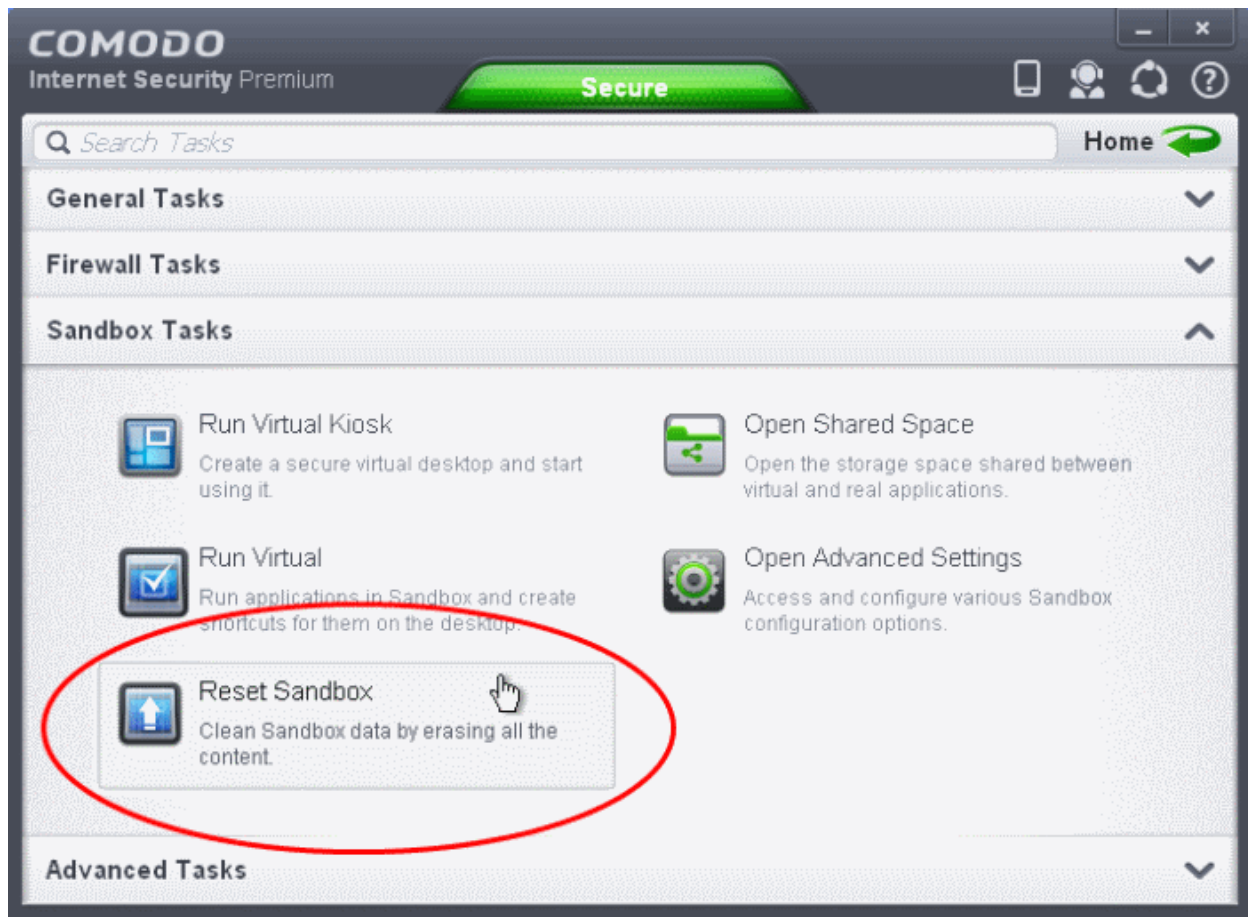 COMODO
Internet Security Premium
Secure
Search Tasks
Home
General Tasks
Firewall Tasks
Sandbox Tasks
Run Virtual Kiosk
Create a secure virtual desktop and start
using it.
Open Shared Space
Open the storage space shared between
virtual and real applications.
Run Virtual
Run applications in Sandbox and create
shortcuts for them on the desktop.
Open Advanced Settings
Access and configure various Sandbox
configuration options.
Reset Sandbox
Clean Sandbox data by erasing all the
content.
Advanced Tasks